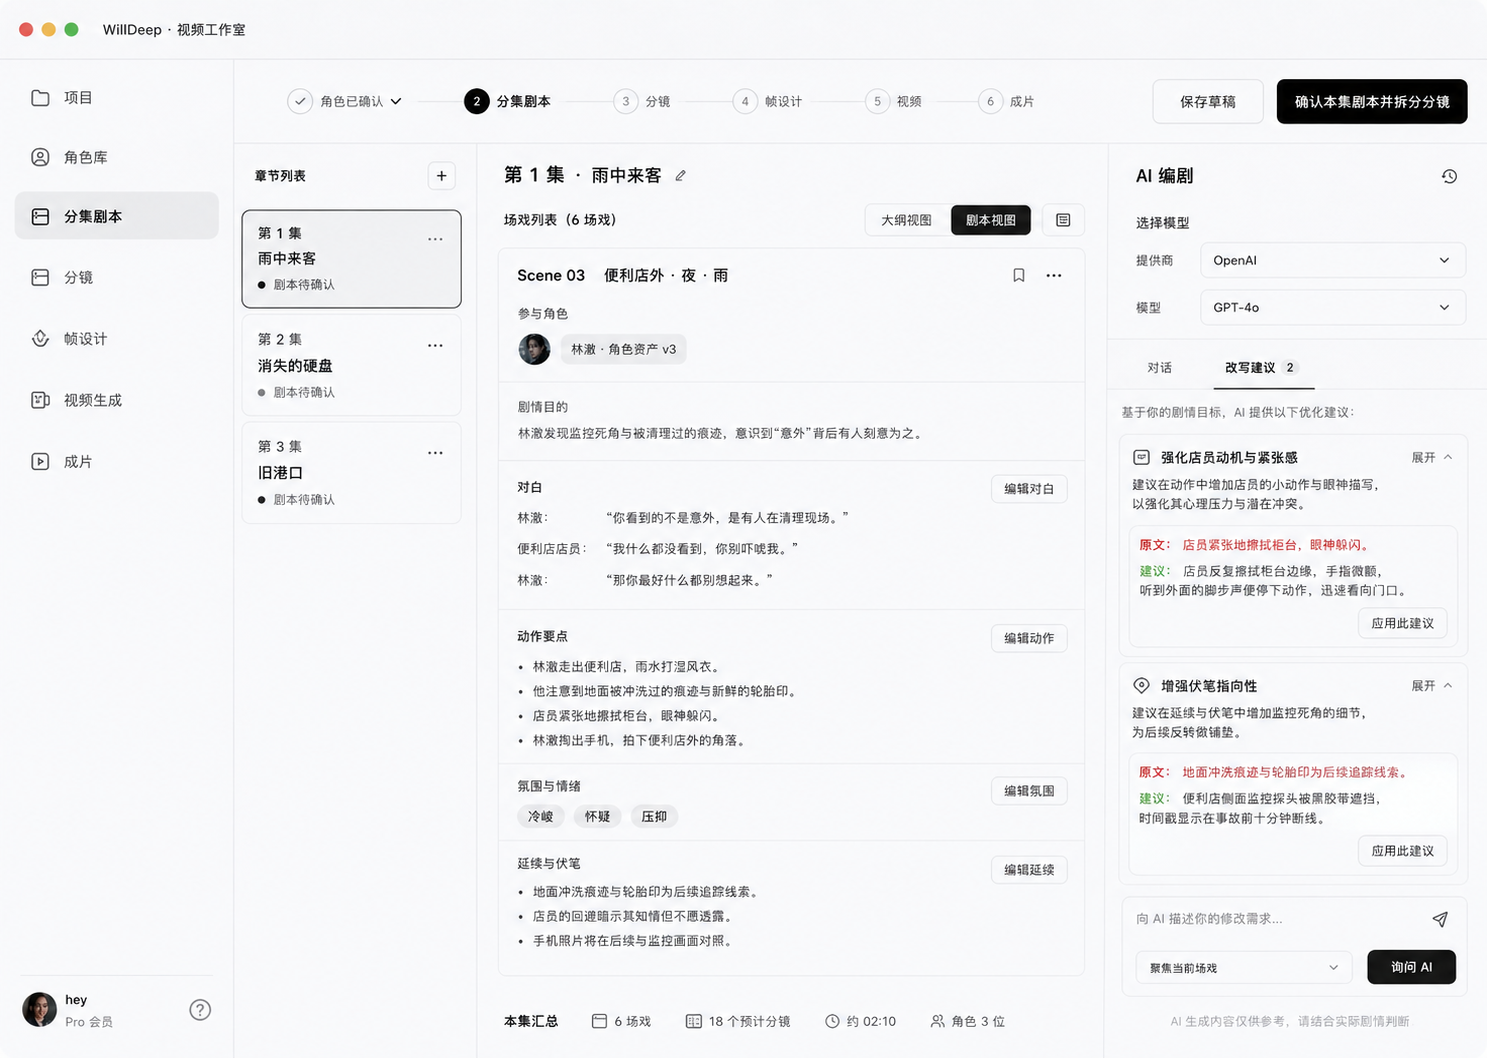 WillDeep · 视频工作室
项目
角色库
分集剧本
分镜
帧设计
视频生成
成片
hey
Pro 会员
?
角色已确认
2 分集剧本
3 分镜
4 帧设计
5 视频
6 成片
保存草稿
确认本集剧本并拆分分镜
章节列表
+
第 1 集
雨中来客
剧本待确认
第 2 集
消失的硬盘
剧本待确认
第 3 集
旧港口
剧本待确认
第 1 集 · 雨中来客
场戏列表（6 场戏）
大纲视图
剧本视图
Scene 03 便利店外 · 夜 · 雨
参与角色
林澈 · 角色资产 v3
剧情目的
林澈发现监控死角与被清理过的痕迹，意识到“意外”背后有人刻意为之。
对白
编辑对白
林澈： “你看到的不是意外，是有人在清理现场。”
便利店店员： “我什么都没看到，你别吓唬我。”
林澈： “那你最好什么都别想起来。”
动作要点
编辑动作
• 林澈走出便利店，雨水打湿风衣。
• 他注意到地面被冲洗过的痕迹与新鲜的轮胎印。
• 店员紧张地擦拭柜台，眼神躲闪。
• 林澈掏出手机，拍下便利店外的角落。
氛围与情绪
编辑氛围
冷峻 怀疑 压抑
延续与伏笔
编辑延续
• 地面冲洗痕迹与轮胎印为后续追踪线索。
• 店员的回避暗示其知情但不愿透露。
• 手机照片将在后续与监控画面对照。
本集汇总
6 场戏
18 个预计分镜
约 02:10
角色 3 位
AI 编剧
选择模型
提供商 OpenAI
模型 GPT-4o
对话
改写建议 2
基于你的剧情目标，AI 提供以下优化建议：
强化店员动机与紧张感
展开
建议在动作中增加店员的小动作与眼神描写，
以强化其心理压力与潜在冲突。
原文： 店员紧张地擦拭柜台，眼神躲闪。
建议： 店员反复擦拭柜台边缘，手指微颤，
听到外面的脚步声便停下动作，迅速看向门口。
应用此建议
增强伏笔指向性
展开
建议在延续与伏笔中增加监控死角的细节，
为后续反转做铺垫。
原文： 地面冲洗痕迹与轮胎印为后续追踪线索。
建议： 便利店侧面监控探头被黑胶带遮挡，
时间戳显示在事故前十分钟断线。
应用此建议
向 AI 描述你的修改需求...
聚焦当前场戏
询问 AI
AI 生成内容仅供参考，请结合实际剧情判断